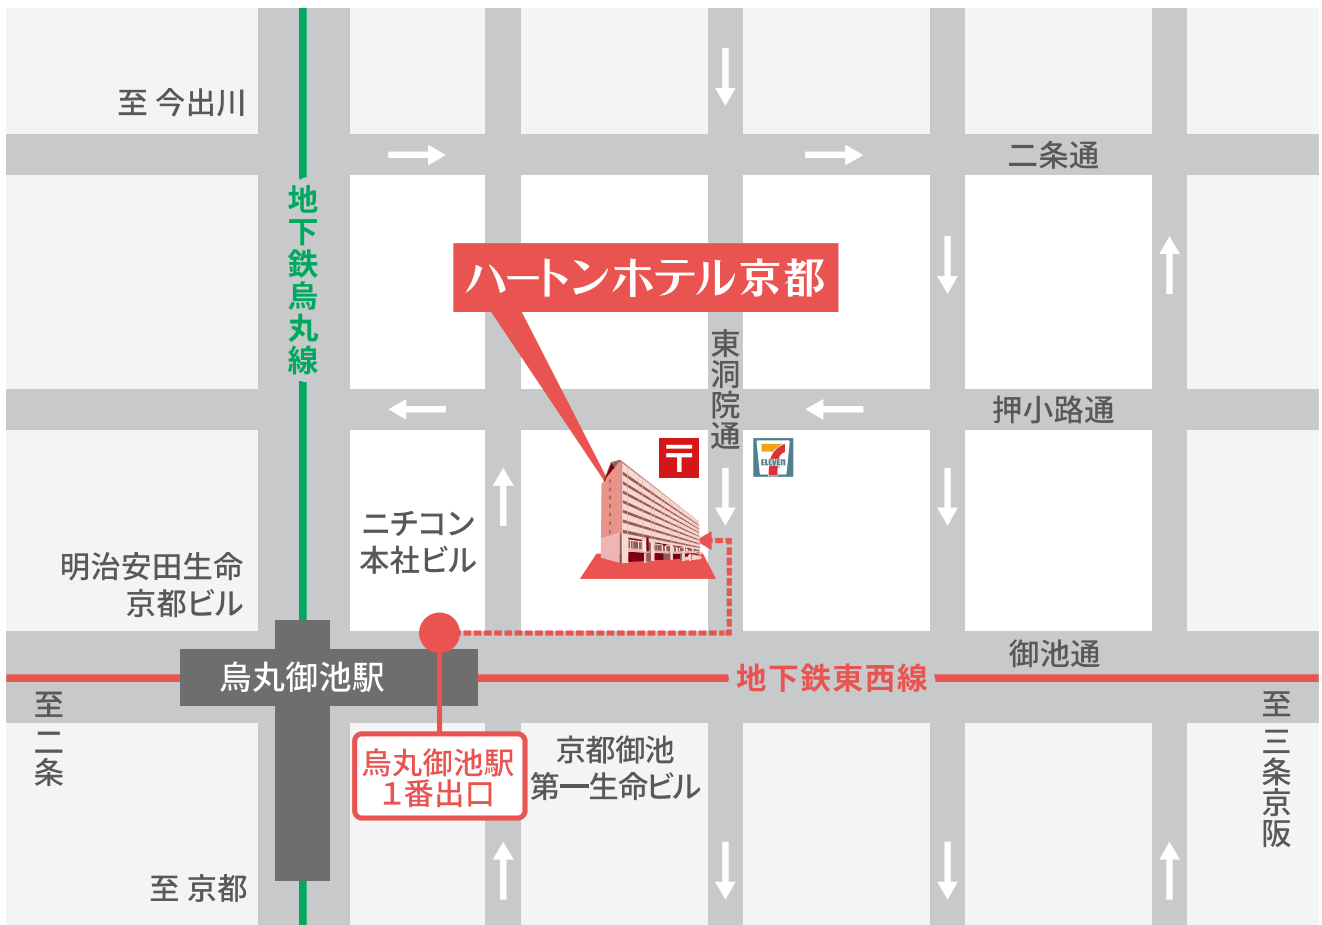 至 今出川
二条通
地下鉄烏丸線
ハートンホテル京都
東洞院通
押小路通
〒
7
ELEVEn
ニチコン
本社ビル
明治安田生命
京都ビル
烏丸御池駅
御池通
地下鉄東西線
至 二条
至 三条京阪
烏丸御池駅
1番出口
京都御池
第一生命ビル
至 京都